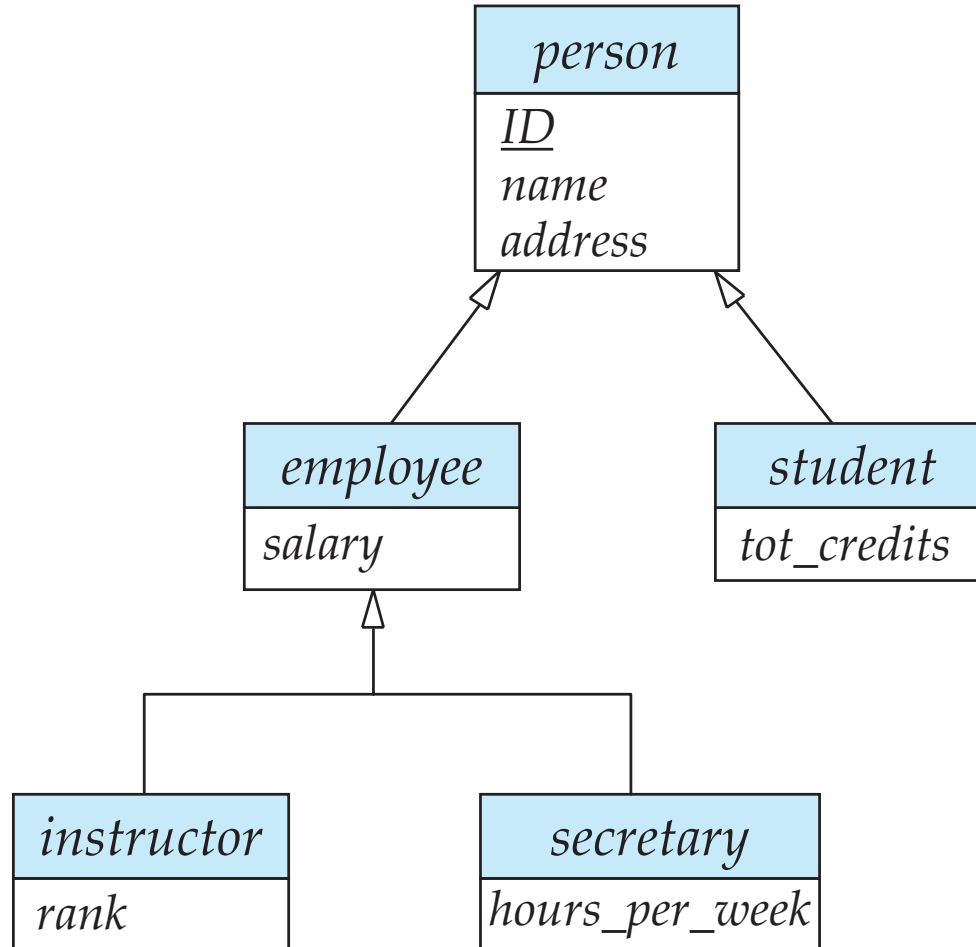 person
ID
name
address
employee
salary
student
tot_credits
instructor
rank
secretary
hours_per_week